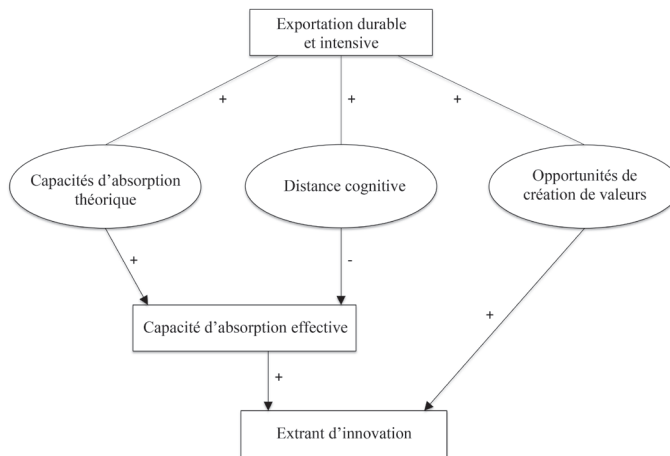 Exportation durable
et intensive
+
+
+
Capacités d'absorption
théorique
Distance cognitive
Opportunités de
création de valeurs
+
-
+
Capacité d'absorption effective
+
Extrant d'innovation